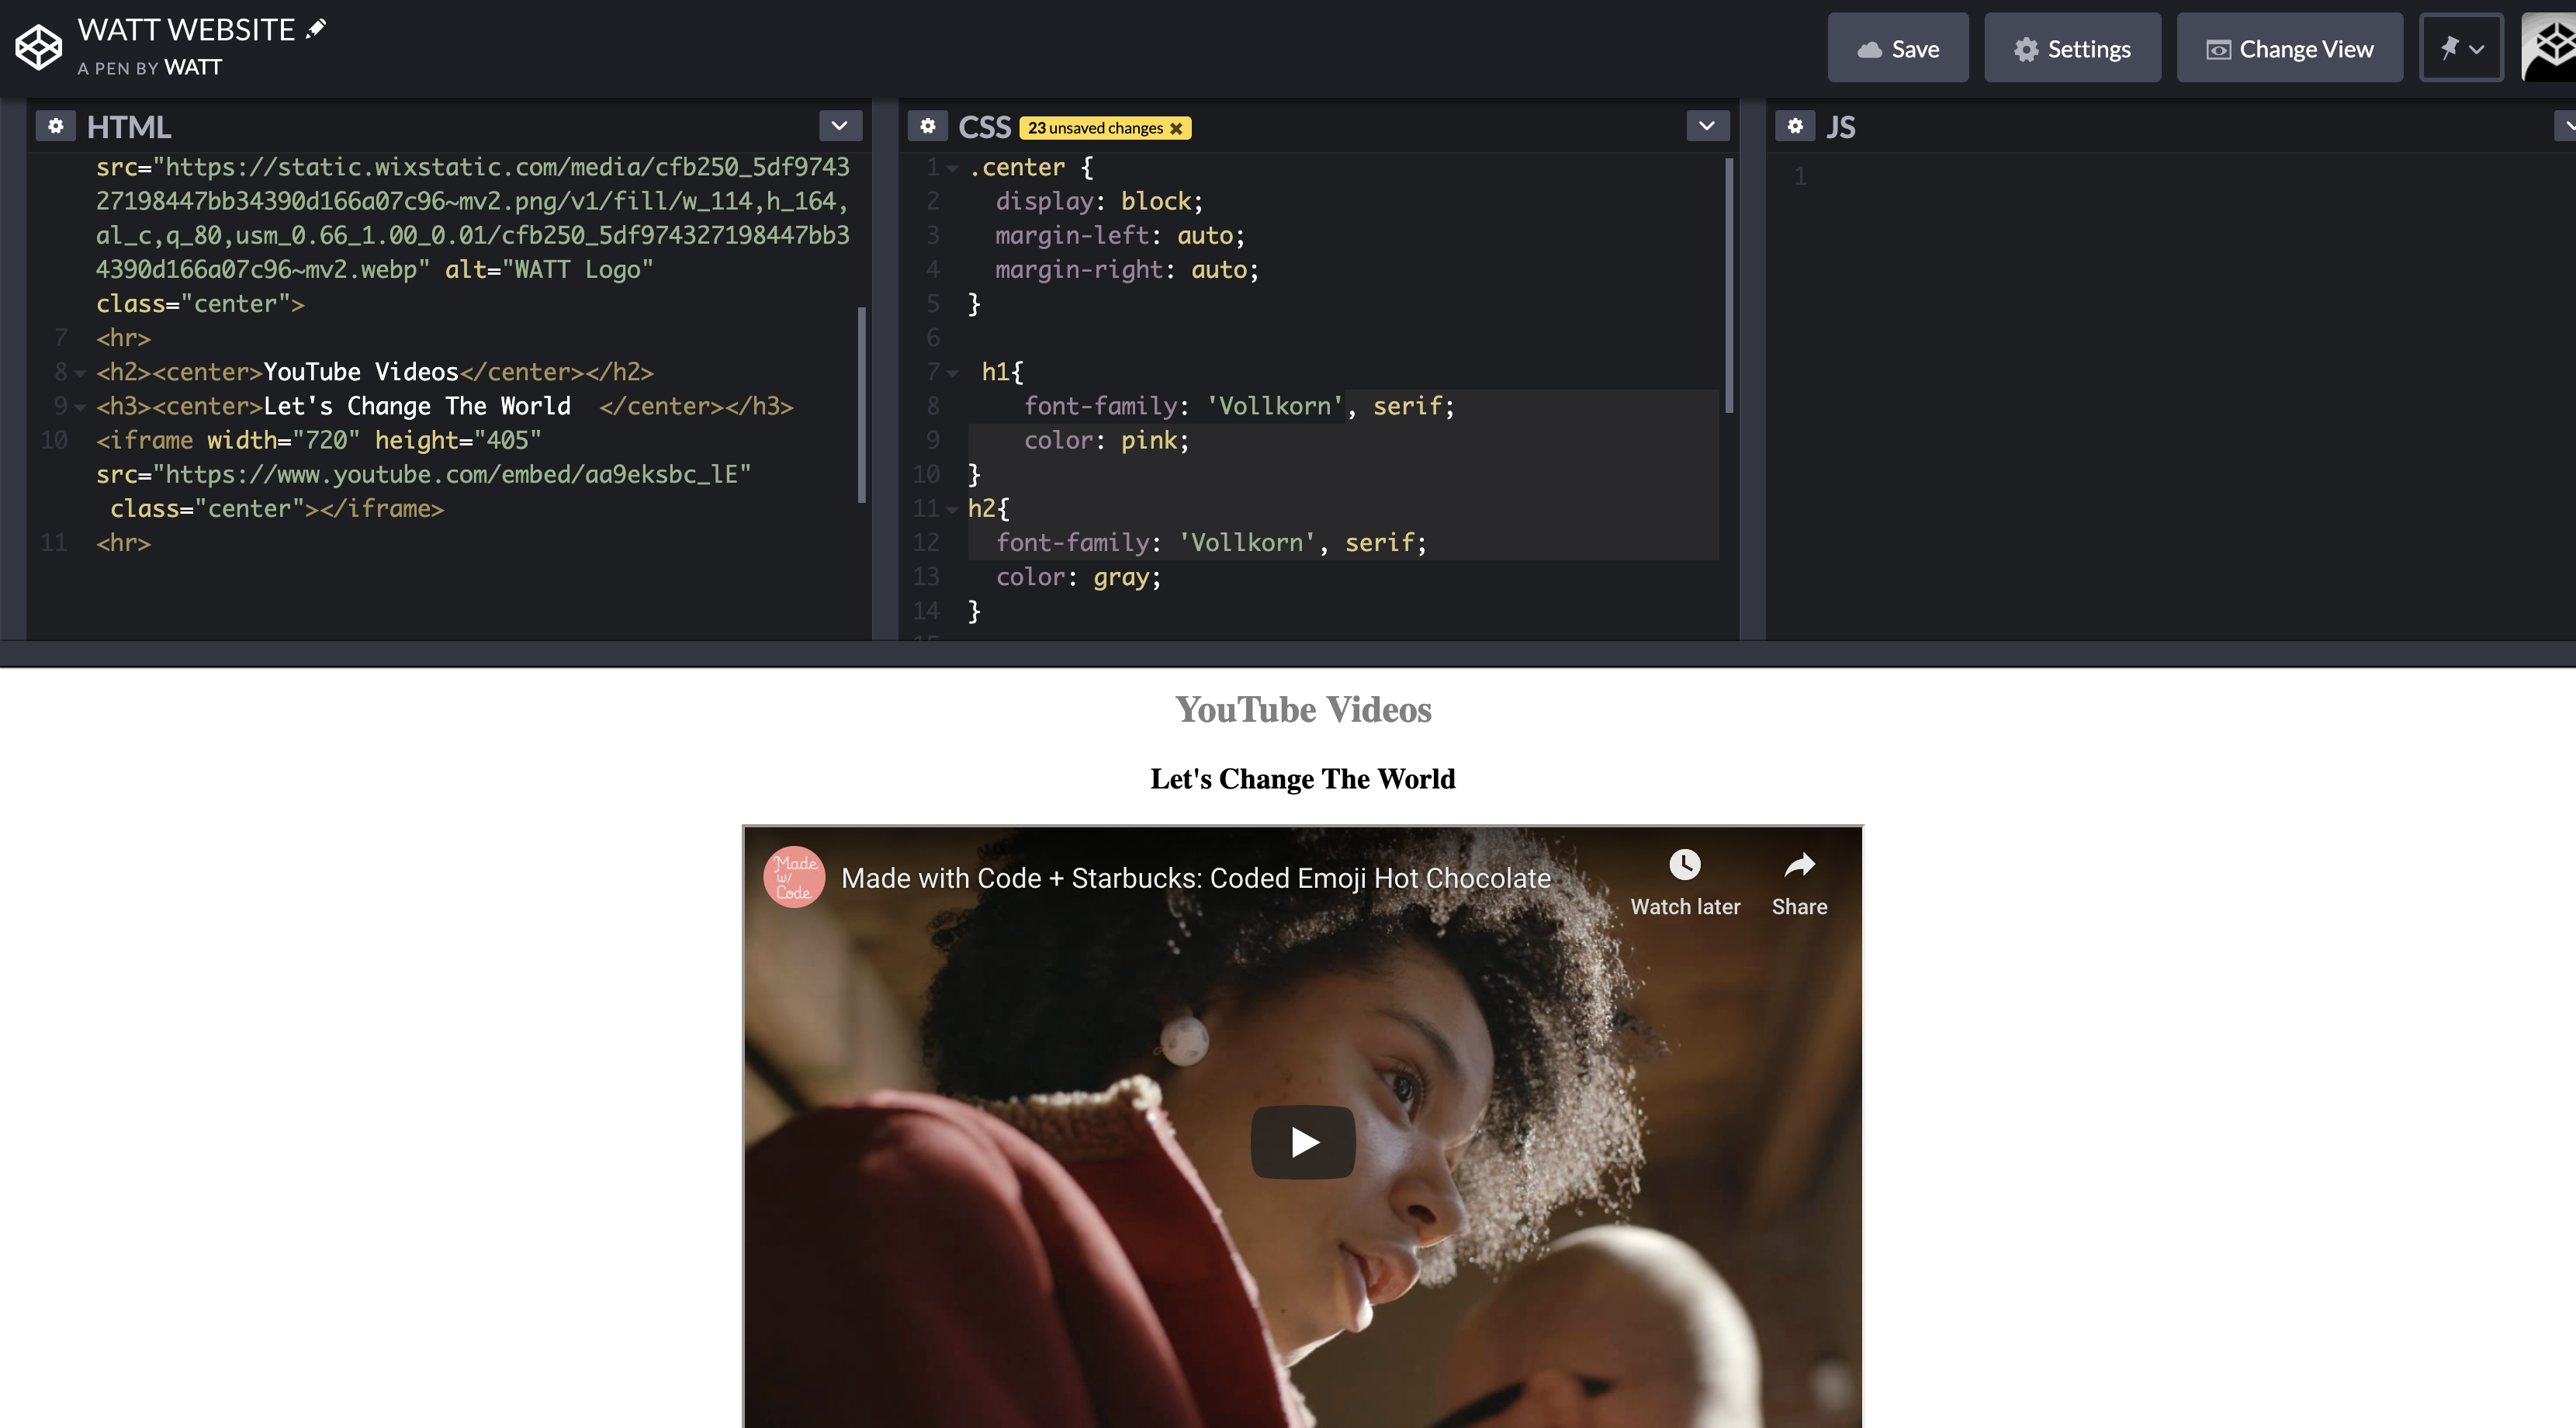 WATT WEBSITE
A PEN BY WATT
Save
Settings
Change View
HTML
src="https://static.wixstatic.com/media/cfb250_5df9743
27198447bb34390d166a07c96~mv2.png/v1/fill/w_114,h_164,
al_c,q_80,usm_0.66_1.00_0.01/cfb250_5df974327198447bb3
4390d166a07c96~mv2.webp" alt="WATT Logo"
class="center">
7 <hr>
8 <h2><center>YouTube Videos</center></h2>
9 <h3><center>Let's Change The World  </center></h3>
10 <iframe width="720" height="405"
src="https://www.youtube.com/embed/aa9eksbc_lE"
class="center"></iframe>
11 <hr>
CSS 23 unsaved changes
1 .center {
2 display: block;
3 margin-left: auto;
4 margin-right: auto;
5 }
6
7 h1{
8 font-family: 'Vollkorn', serif;
9 color: pink;
10 }
11 h2{
12 font-family: 'Vollkorn', serif;
13 color: gray;
14 }
JS
1
YouTube Videos
Let's Change The World
Made
w/
Code
Made with Code + Starbucks: Coded Emoji Hot Chocolate
Watch later
Share